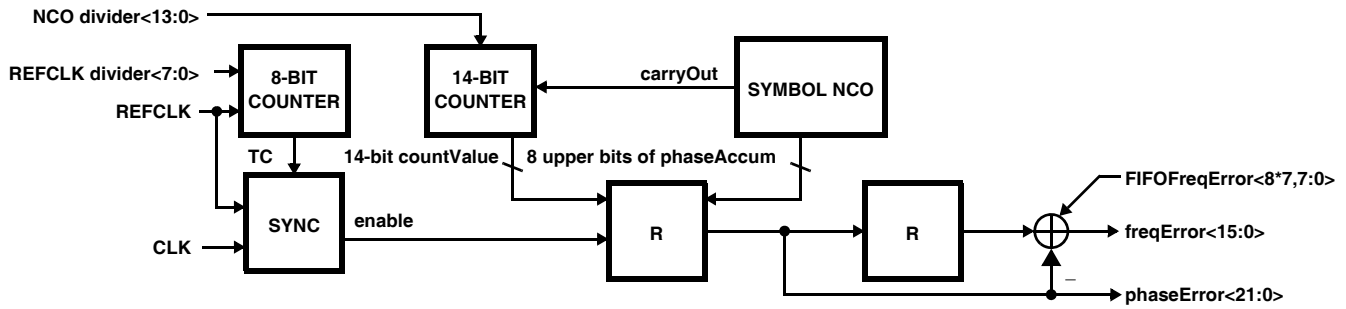 NCO divider<13:0>
REFCLK divider<7:0>
REFCLK
8-BIT
COUNTER
14-BIT
COUNTER
carryOut
SYMBOL NCO
TC
14-bit countValue
8 upper bits of phaseAccum
SYNC
CLK
enable
R
R
FIFOFreqError<8*7,7:0>
freqError<15:0>
–
phaseError<21:0>